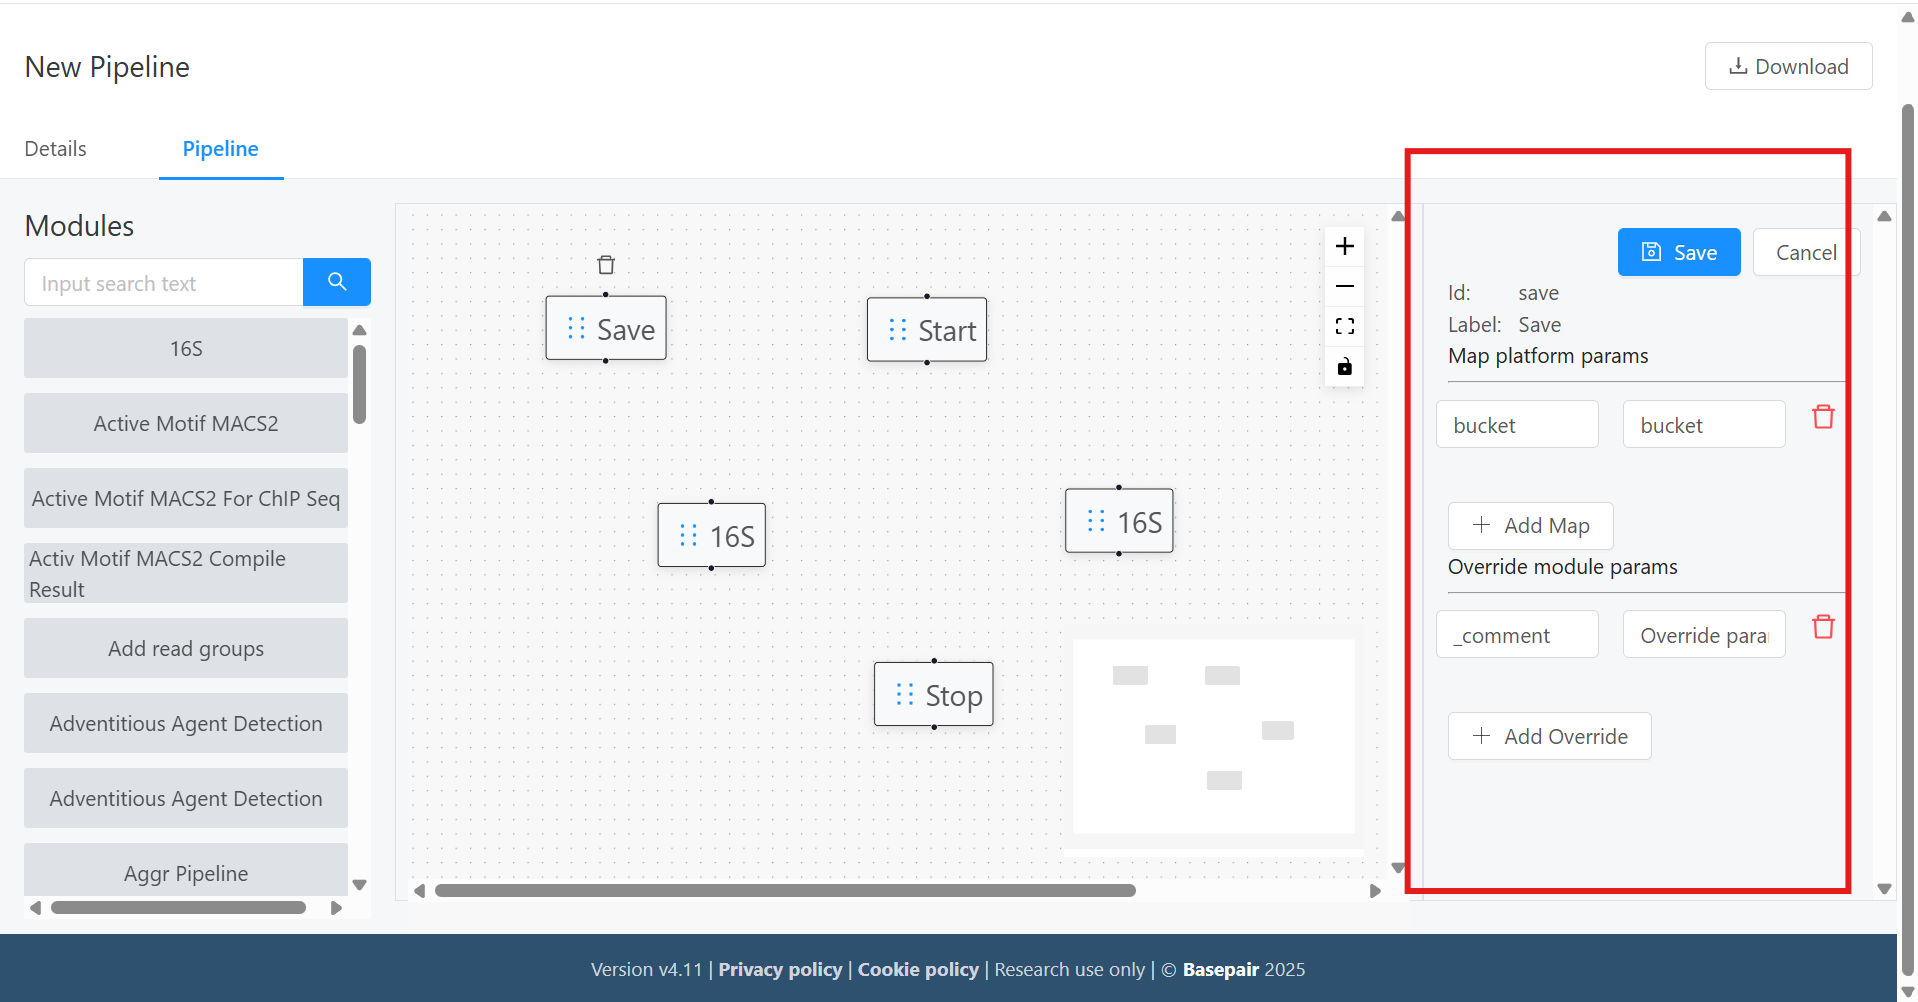 New Pipeline
Download
Details
Pipeline
Modules
Input search text
16S
Active Motif MACS2
Active Motif MACS2 For ChIP Seq
Activ Motif MACS2 Compile
Result
Add read groups
Adventitious Agent Detection
Adventitious Agent Detection
Aggr Pipeline
Save
Start
16S
16S
Stop
Save
Cancel
Id: save
Label: Save
Map platform params
bucket bucket
Add Map
Override module params
_comment Override para
Add Override
Version v4.11 | Privacy policy | Cookie policy | Research use only | © Basepair 2025